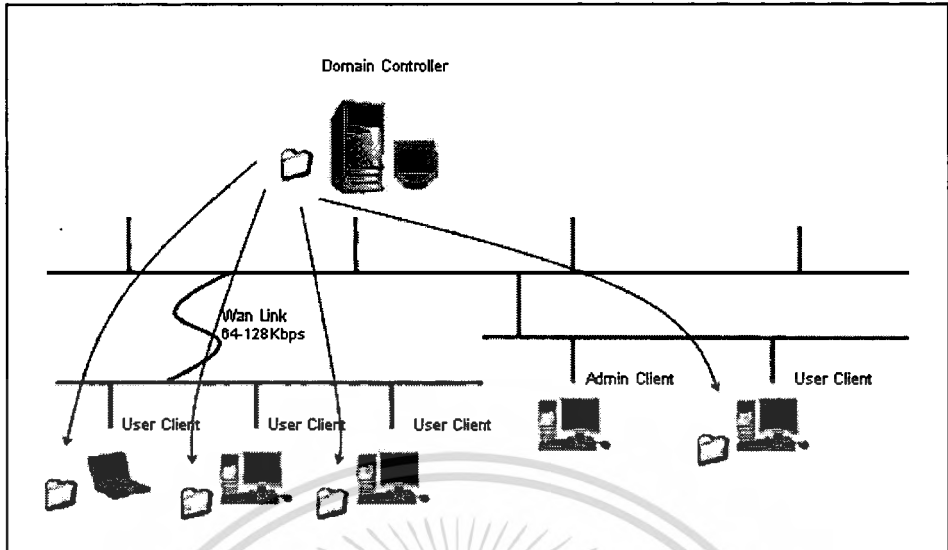 Domain Controller
Wan Link
64-128Kbps
Admin Client
User Client
User Client
User Client
User Client